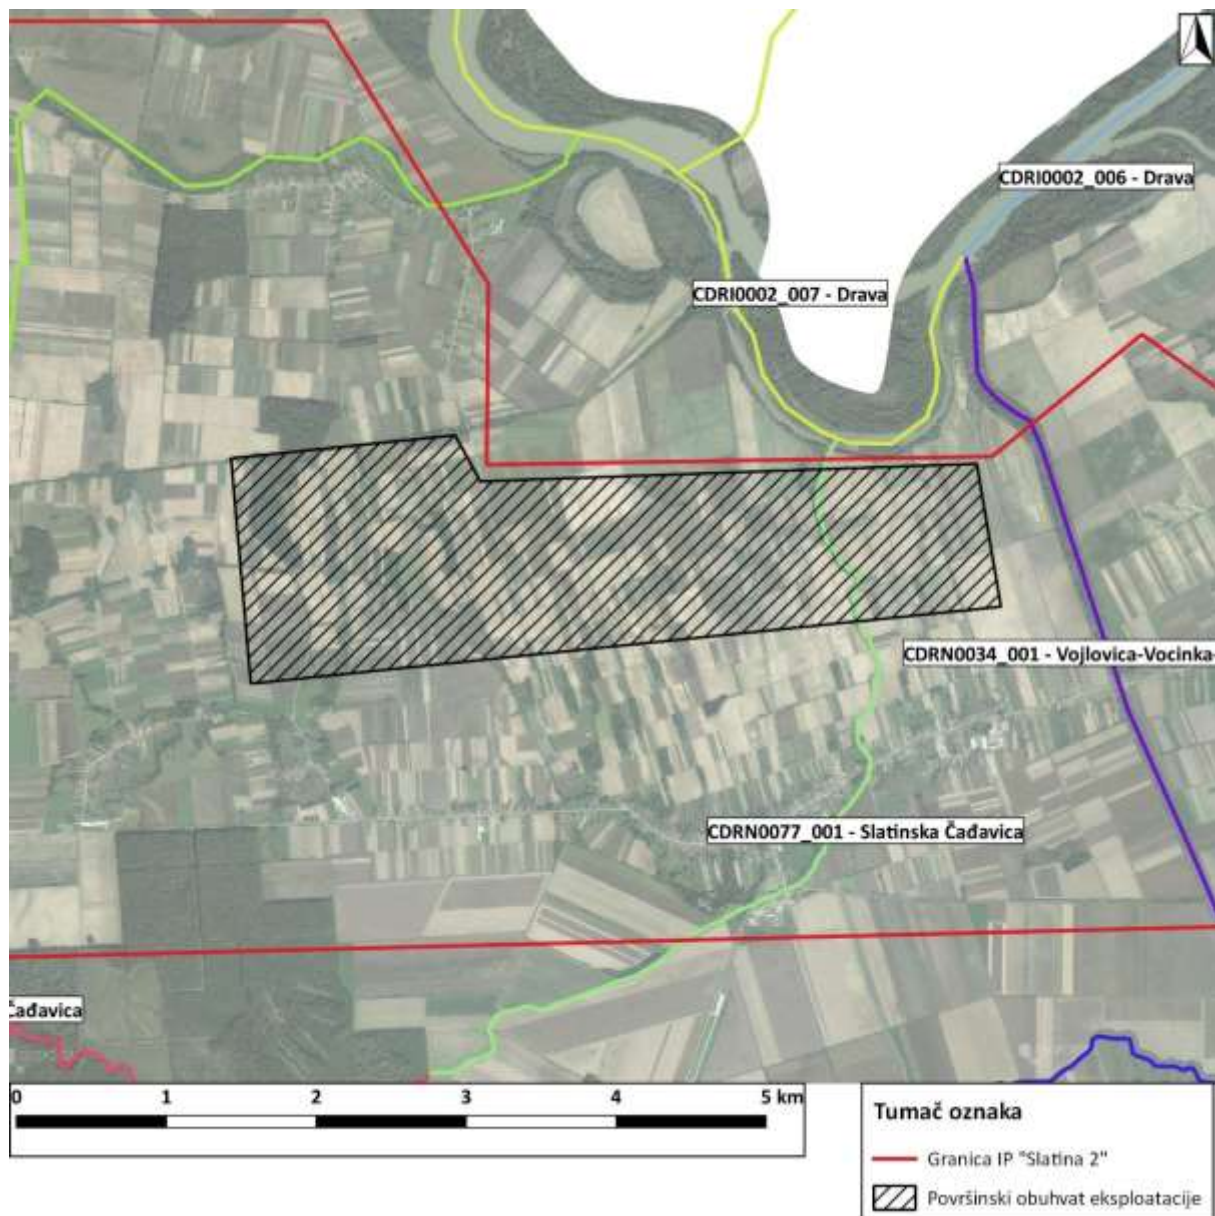 CDRI0002_006 - Drava
CDRI0002_007 - Drava
CDRN0034_001 - Vojlovica-Vocinka-
CDRN0077_001 - Slatinska Čađavica
Čađavica
0 1 2 3 4 5 km
Tumač oznaka
Granica IP "Slatina 2"
Površinski obuhvat eksploatacije